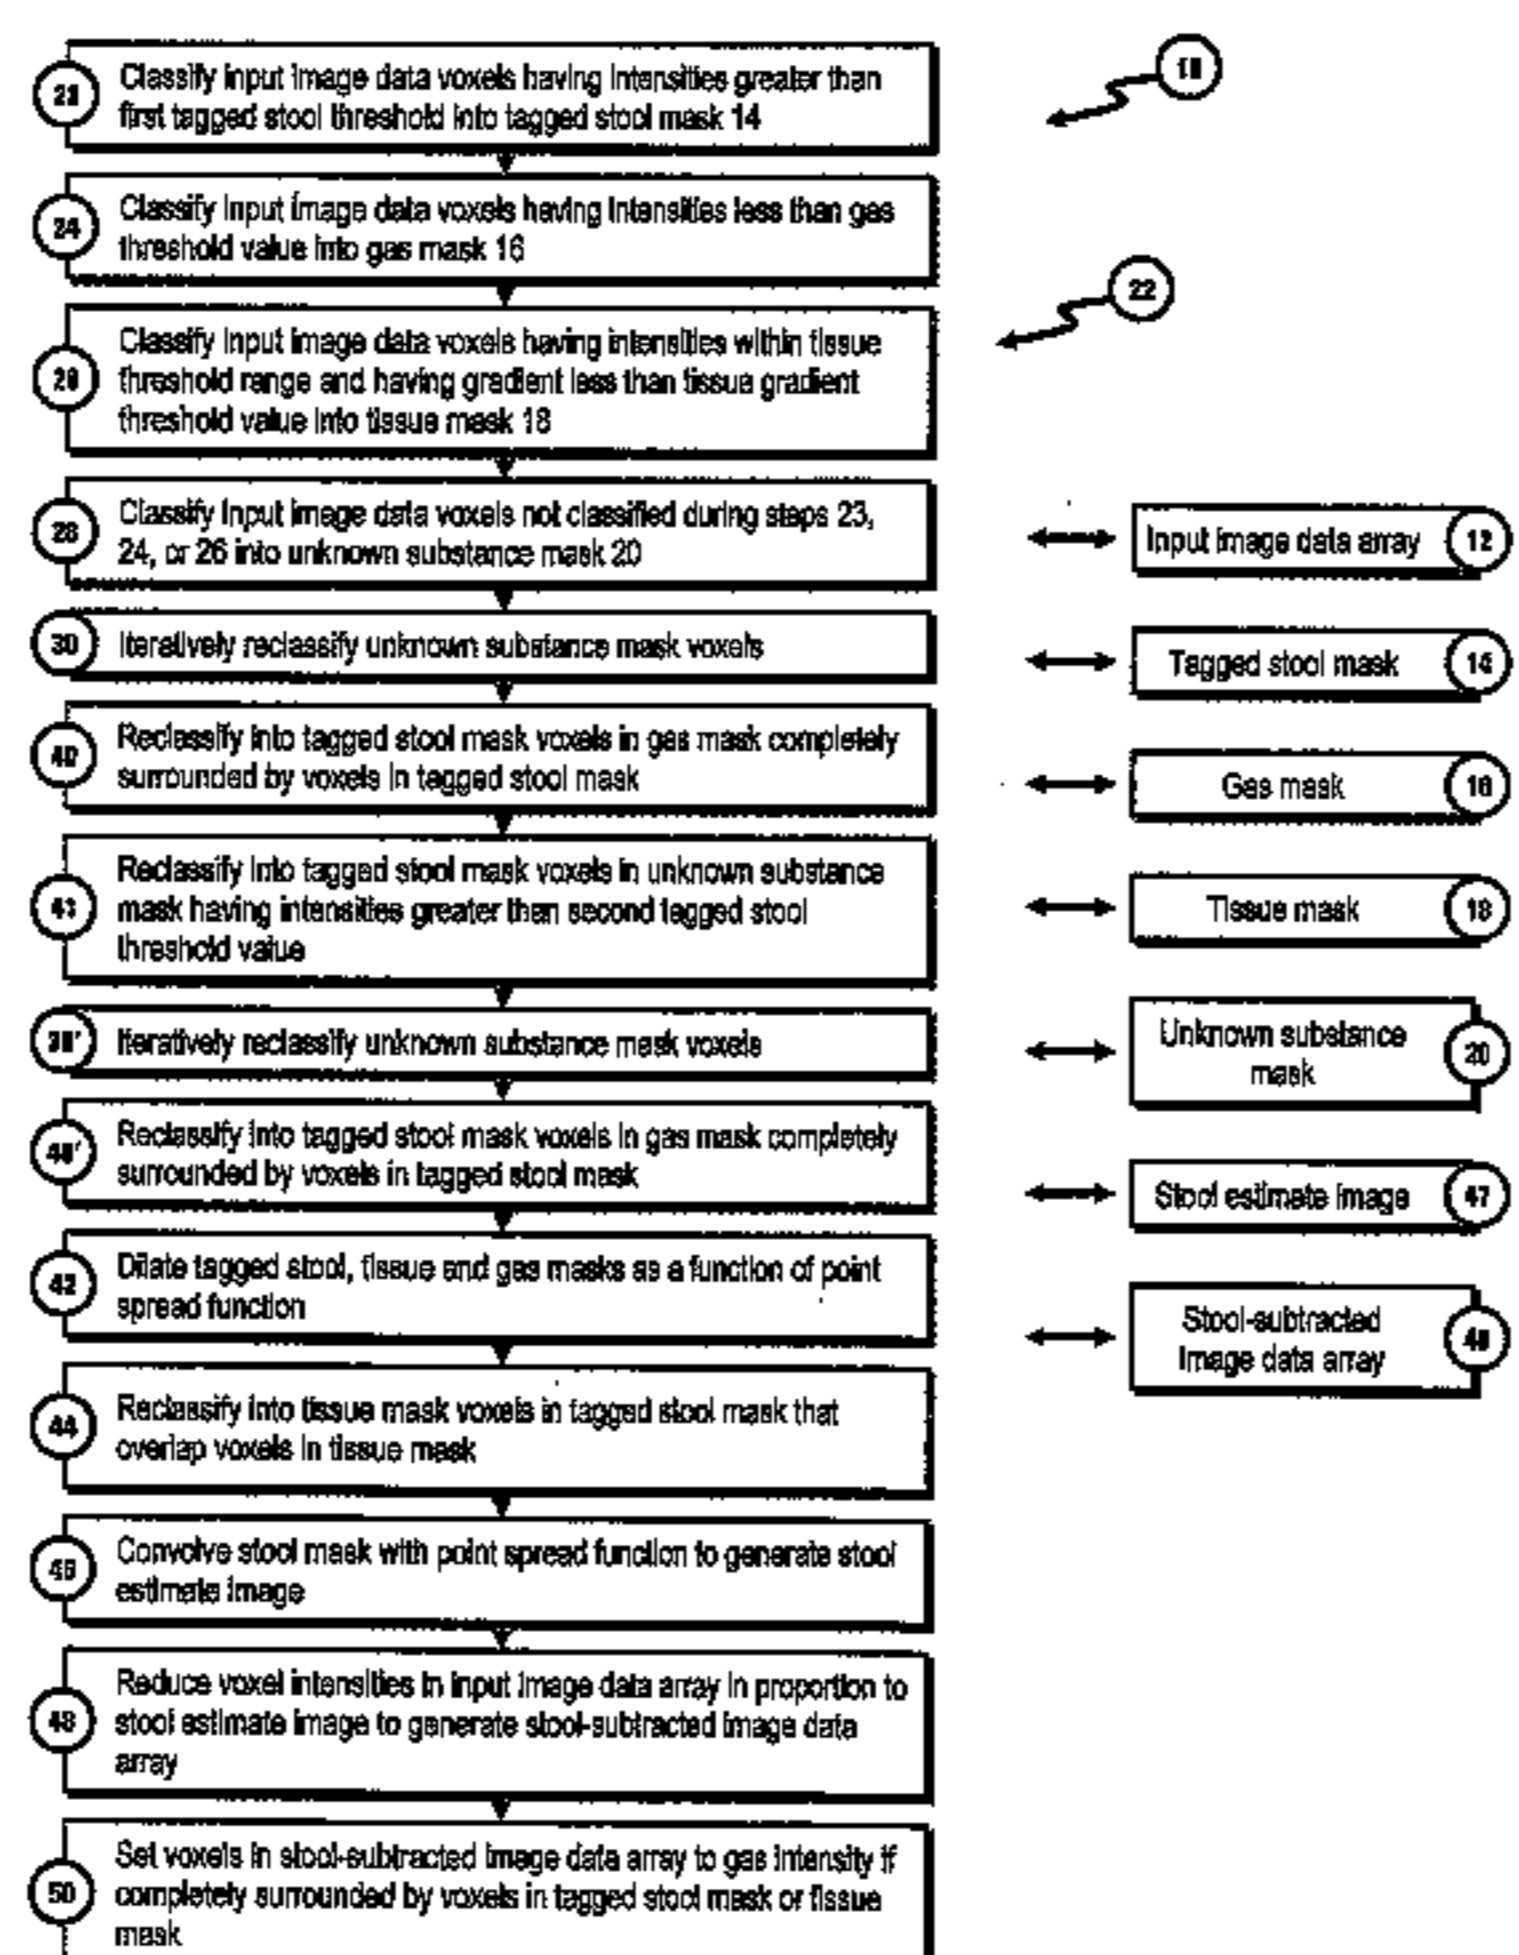 23
Classify input image data voxels having intensities greater than
first tagged stool threshold into tagged stool mask 14
24
Classify input image data voxels having intensities less than gas
threshold value into gas mask 16
Classify input image data voxels having intensities within tissue
threshold range and having gradient less than tissue gradient
threshold value into tissue mask 18
Classify input image data voxels not classified during steps 23,
24, or 26 into unknown substance mask 20
30
Iteratively reclassify unknown substance mask voxels
40
Reclassify into tagged stool mask voxels in gas mask completely
surrounded by voxels in tagged stool mask
Reclassify into tagged stool mask voxels in unknown substance
mask having intensities greater than second tagged stool
threshold value
Iteratively reclassify unknown substance mask voxels
Reclassify into tagged stool mask voxels in gas mask completely
surrounded by voxels in tagged stool mask
42
Dilate tagged stool, tissue and gas masks as a function of point
spread function
44
Reclassify into tissue mask voxels in tagged stool mask that
overlap voxels in tissue mask
Convolve stool mask with point spread function to generate stool
estimate image
48
Reduce voxel intensities in input image data array in proportion to
stool estimate image to generate stool-subtracted image data
array
50
Set voxels in stool-subtracted image data array to gas intensity if
completely surrounded by voxels in tagged stool mask or tissue
mask
22
Input image data array
12
Tagged stool mask
14
Gas mask
16
Tissue mask
18
Unknown substance
mask
20
Stool estimate image
47
Stool-subtracted
image data array